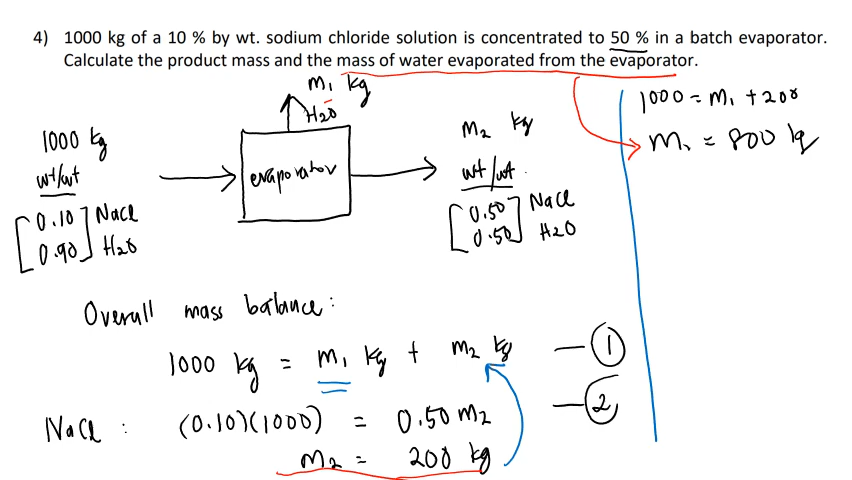 4) 1000 kg of a 10 % by wt. sodium chloride solution is concentrated to 50 % in a batch evaporator.
Calculate the product mass and the mass of water evaporated from the evaporator.
m₁ kg
H₂O
1000 kg
wt/wt
[0.10] NaCl
[0.90] H₂O
evaporator
m₂ kg
wt/wt.
[0.50] NaCl
[0.50] H₂O
1000 = m₁ + 200
m₁ = 800 kg
Overall mass balance:
1000 kg = m₁ kg + m₂ kg — ①
NaCl : (0.10)(1000) = 0.50 m₂ — ②
m₂ = 200 kg